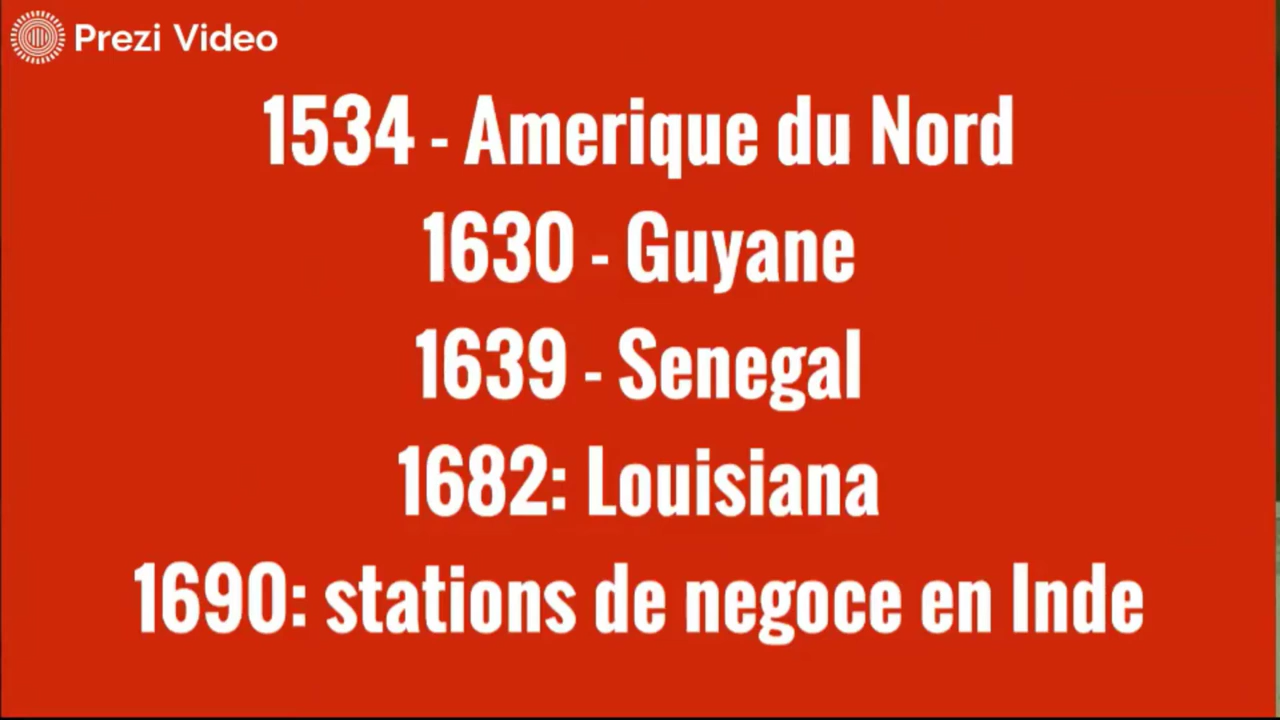 Prezi Video
1534 - Amerique du Nord
1630 - Guyane
1639 - Senegal
1682: Louisiana
1690: stations de negoce en Inde